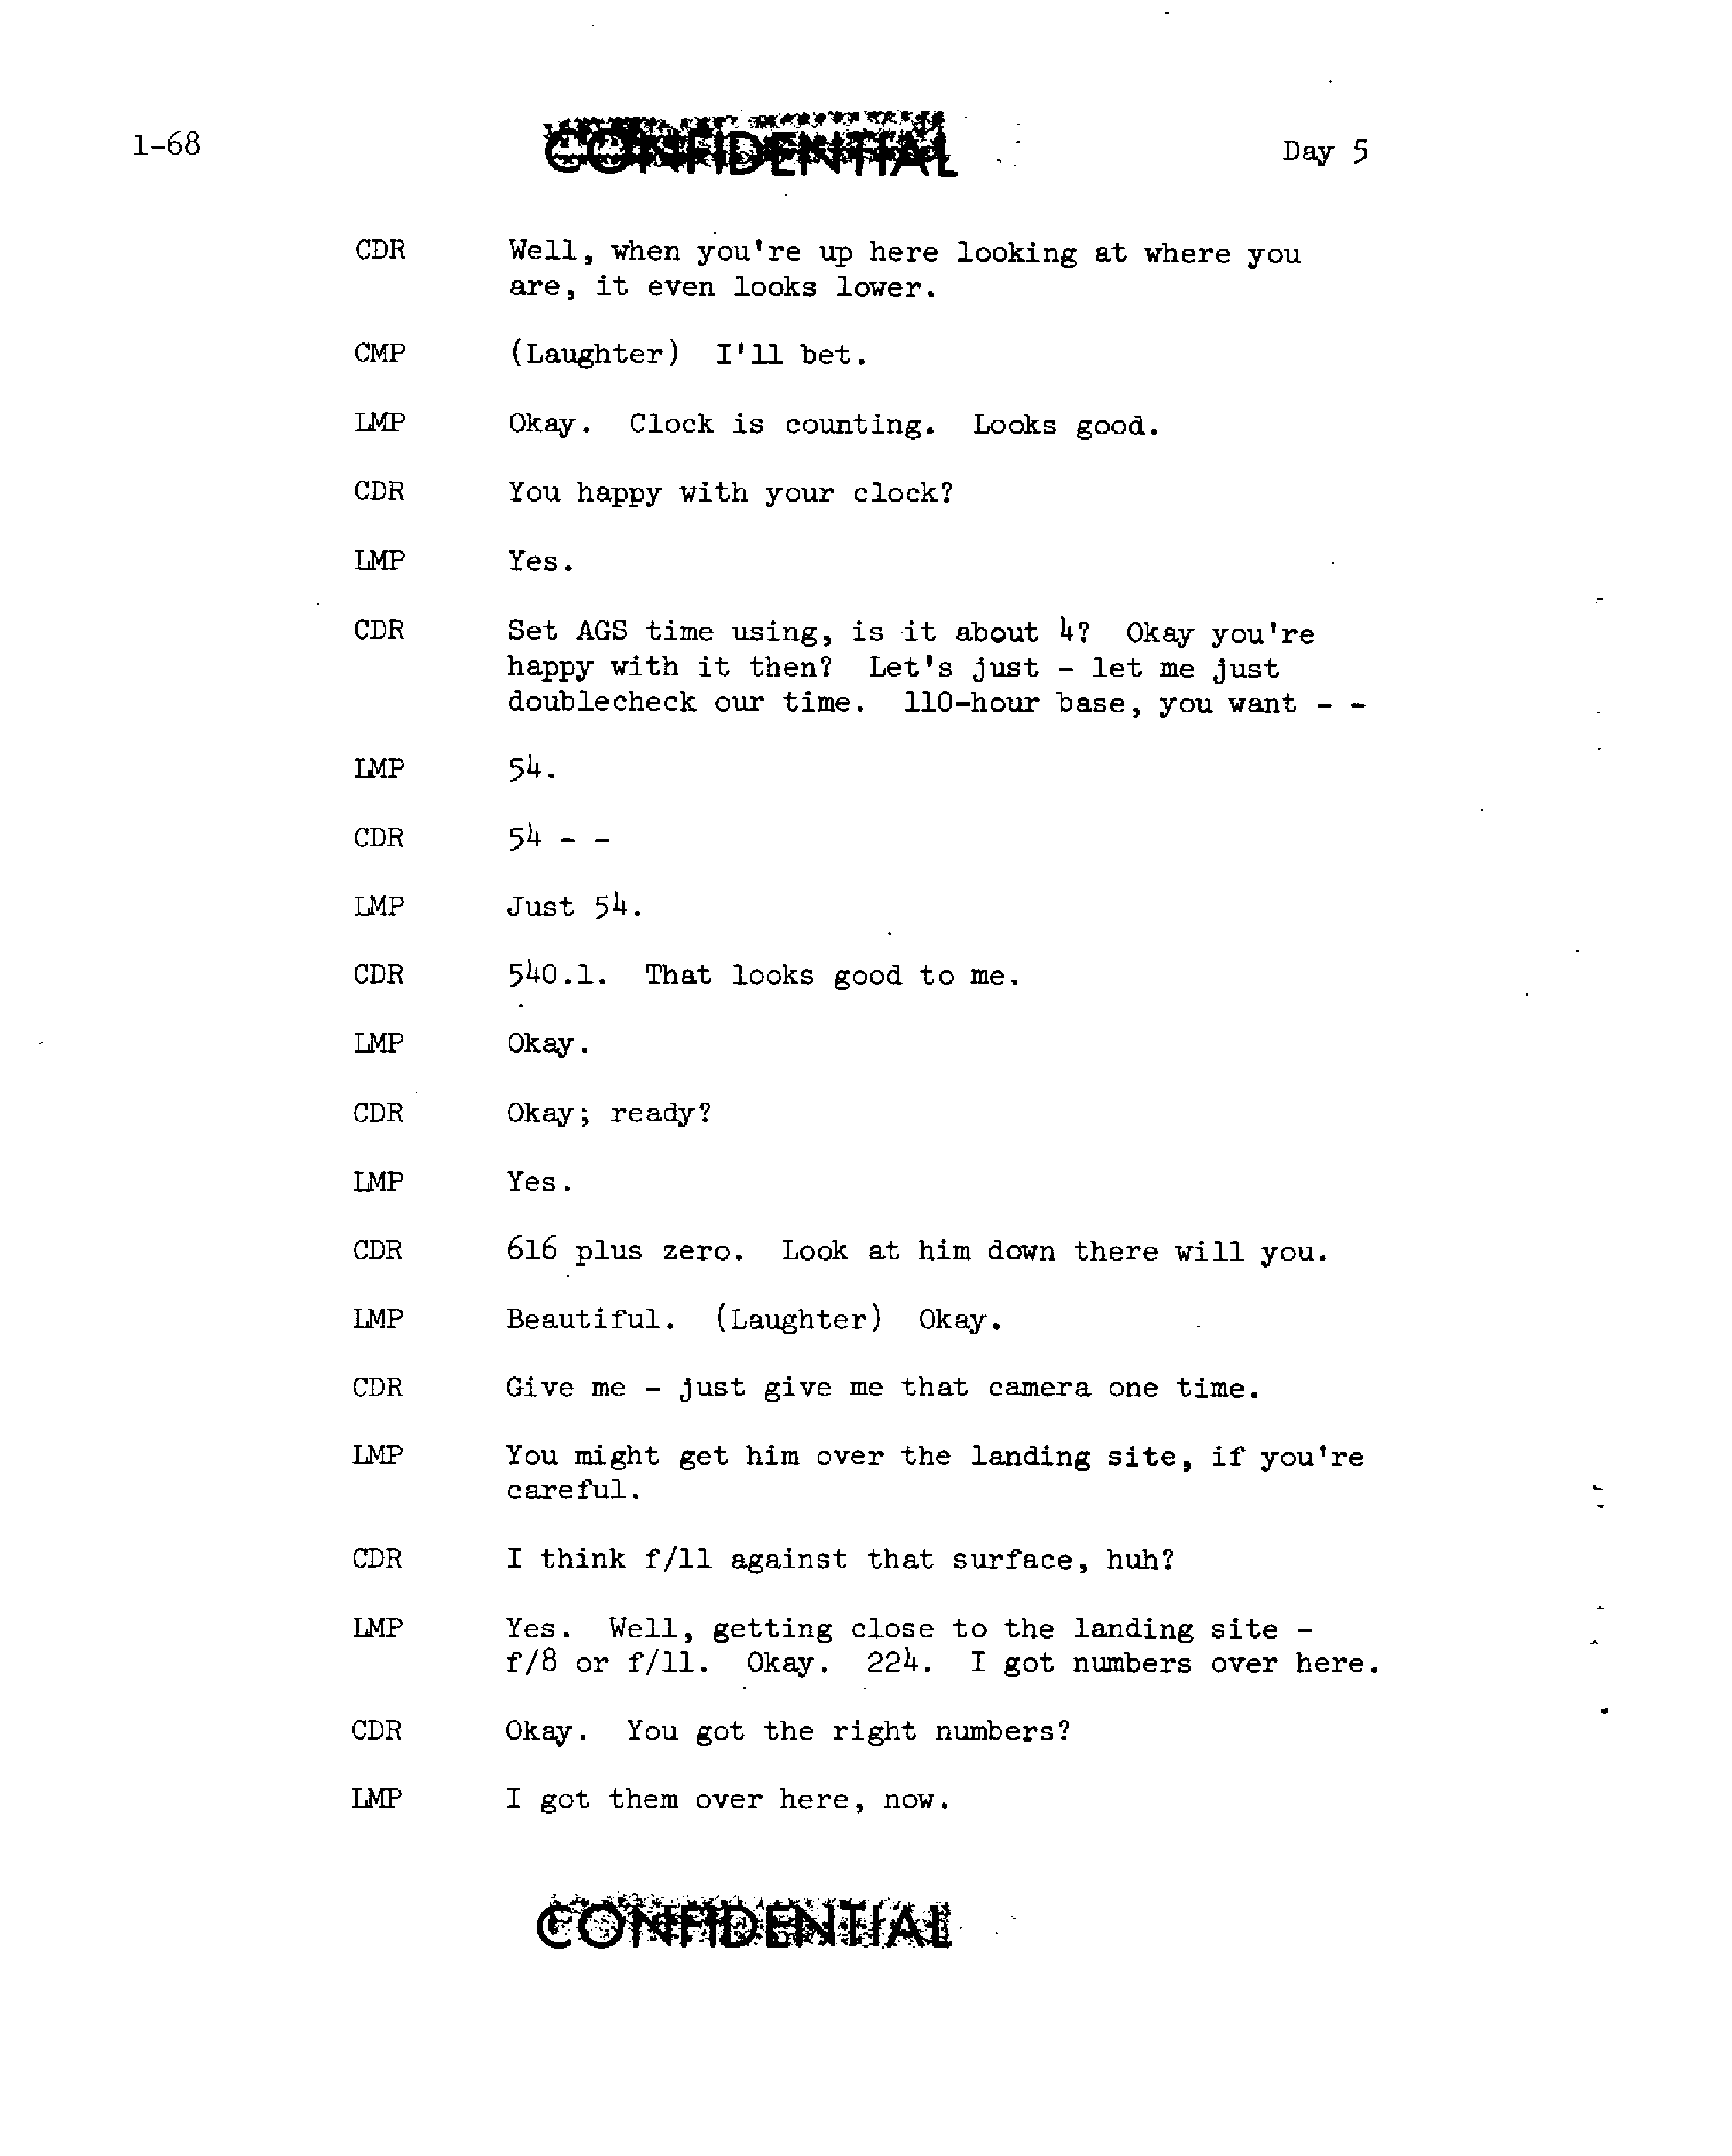 1-68
CONFIDENTIAL
Day 5
CDR Well, when you're up here looking at where you
are, it even looks lower.
CMP (Laughter) I'll bet.
LMP Okay. Clock is counting. Looks good.
CDR You happy with your clock?
LMP Yes.
CDR Set AGS time using, is it about 4? Okay you're
happy with it then? Let's just - let me just
doublecheck our time. 110-hour base, you want - -
LMP 54.
CDR 54 - -
LMP Just 54.
CDR 540.1. That looks good to me.
LMP Okay.
CDR Okay; ready?
LMP Yes.
CDR 616 plus zero. Look at him down there will you.
LMP Beautiful. (Laughter) Okay.
CDR Give me - just give me that camera one time.
LMP You might get him over the landing site, if you're
careful.
CDR I think f/11 against that surface, huh?
LMP Yes. Well, getting close to the landing site -
f/8 or f/11. Okay. 224. I got numbers over here.
CDR Okay. You got the right numbers?
LMP I got them over here, now.
CONFIDENTIAL